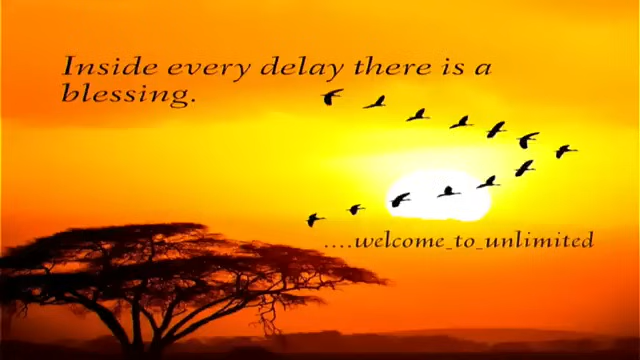 Inside every delay there is a
blessing.
....welcome_to_unlimited